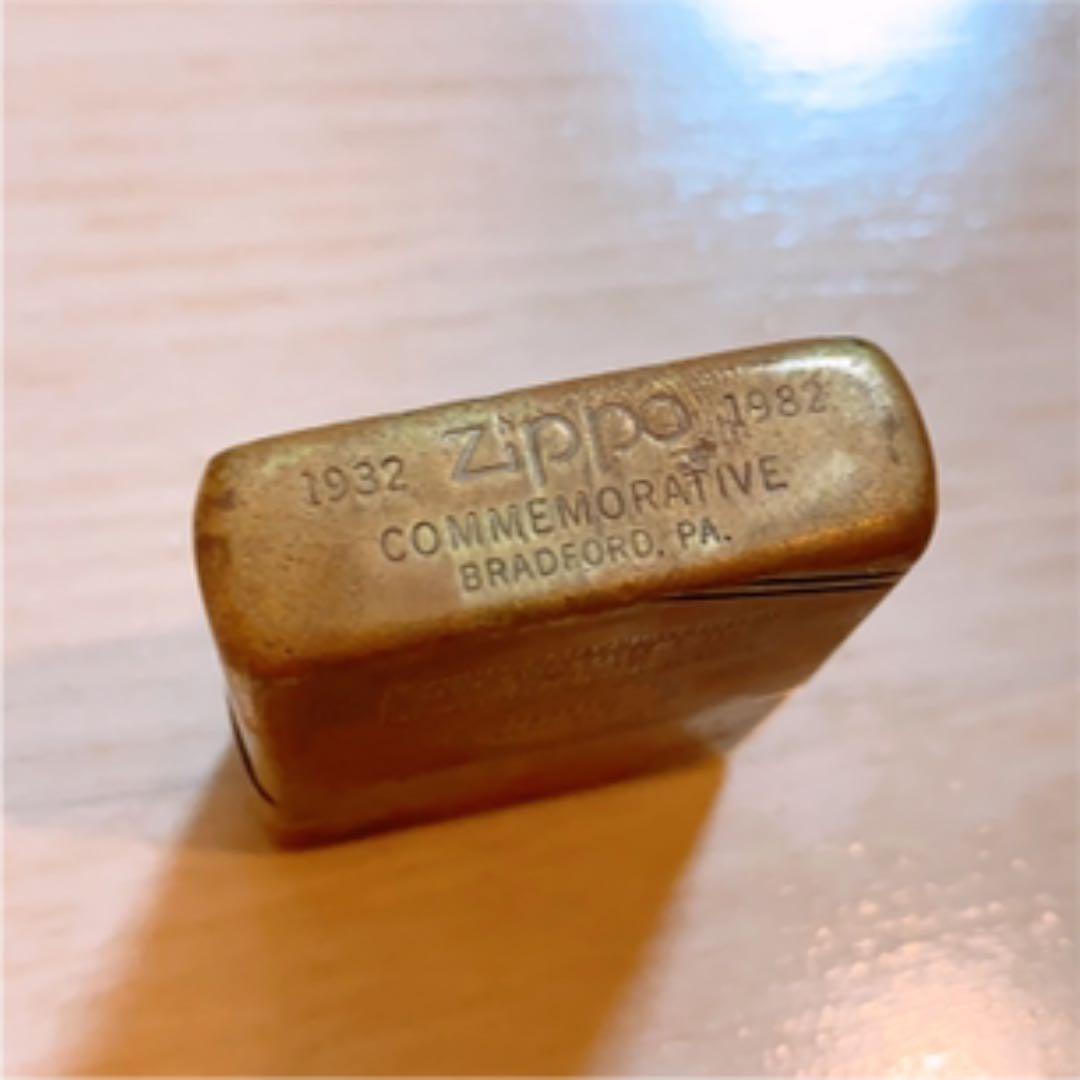 1932 Zippo 1982
COMMEMORATIVE
BRADFORD, PA.